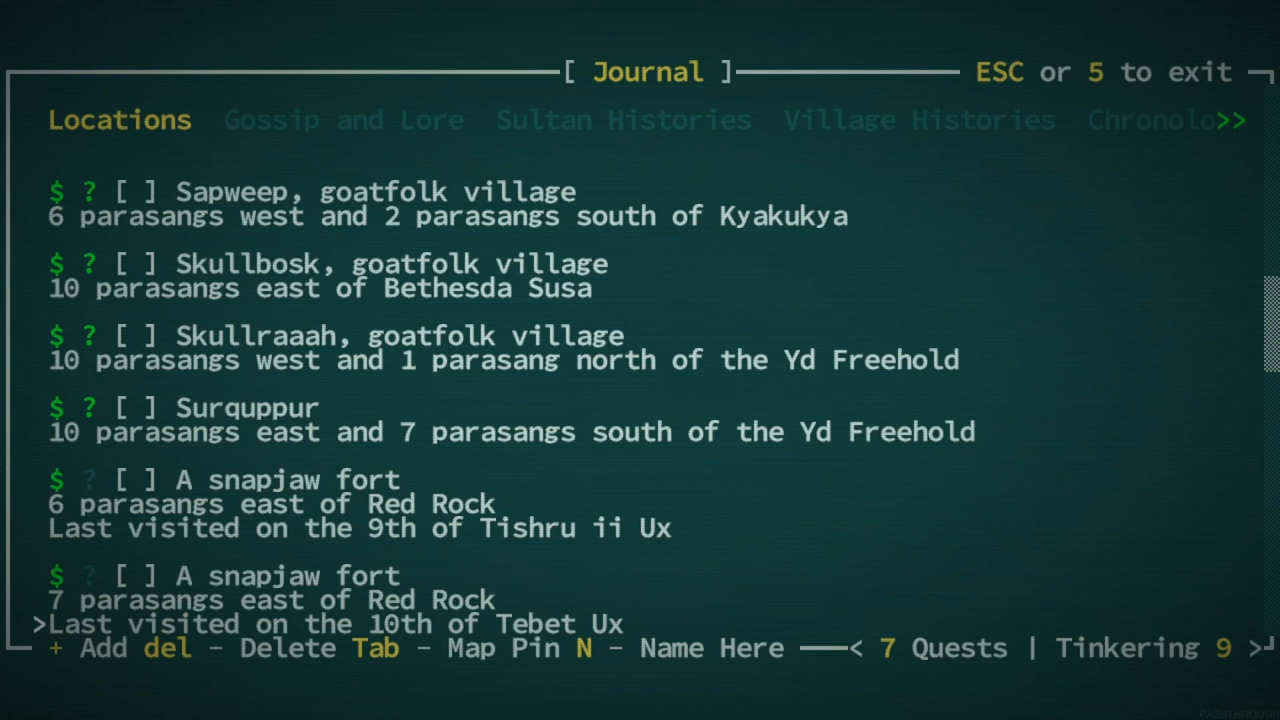 [ Journal ] ESC or 5 to exit
Locations Gossip and Lore Sultan Histories Village Histories Chronolo>>
$ ? [ ] Sapweep, goatfolk village
6 parasangs west and 2 parasangs south of Kyakukya
$ ? [ ] Skullbosk, goatfolk village
10 parasangs east of Bethesda Susa
$ ? [ ] Skullraaah, goatfolk village
10 parasangs west and 1 parasang north of the Yd Freehold
$ ? [ ] Surquppur
10 parasangs east and 7 parasangs south of the Yd Freehold
$ ? [ ] A snapjaw fort
6 parasangs east of Red Rock
Last visited on the 9th of Tishru ii Ux
$ ? [ ] A snapjaw fort
7 parasangs east of Red Rock
>Last visited on the 10th of Tebet Ux
+ Add del - Delete Tab - Map Pin N - Name Here < 7 Quests | Tinkering 9 >